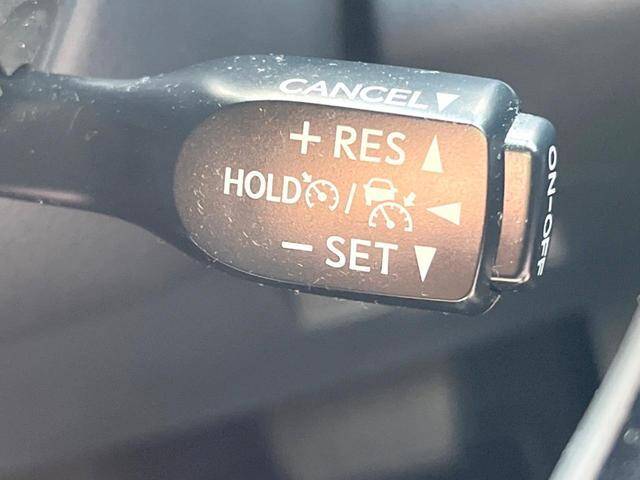 CANCEL▼
+ RES ▲
HOLD / ◀
− SET ▼
ON-OFF